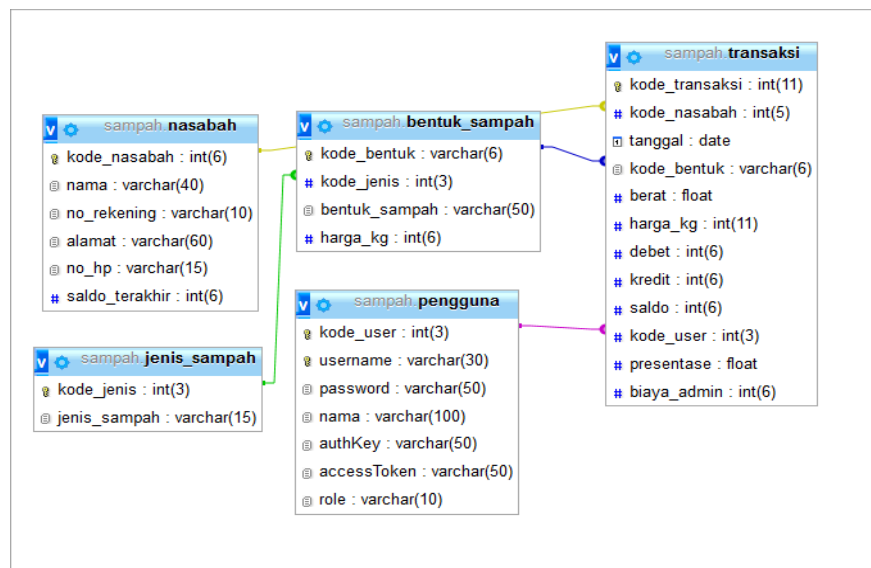 sampah.nasabah
kode_nasabah : int(6)
nama : varchar(40)
no_rekening : varchar(10)
alamat : varchar(60)
no_hp : varchar(15)
saldo_terakhir : int(6)
sampah.jenis_sampah
kode_jenis : int(3)
jenis_sampah : varchar(15)
sampah.bentuk_sampah
kode_bentuk : varchar(6)
kode_jenis : int(3)
bentuk_sampah : varchar(50)
harga_kg : int(6)
sampah.pengguna
kode_user : int(3)
username : varchar(30)
password : varchar(50)
nama : varchar(100)
authKey : varchar(50)
accessToken : varchar(50)
role : varchar(10)
sampah.transaksi
kode_transaksi : int(11)
kode_nasabah : int(5)
tanggal : date
kode_bentuk : varchar(6)
berat : float
harga_kg : int(11)
debet : int(6)
kredit : int(6)
saldo : int(6)
kode_user : int(3)
presentase : float
biaya_admin : int(6)